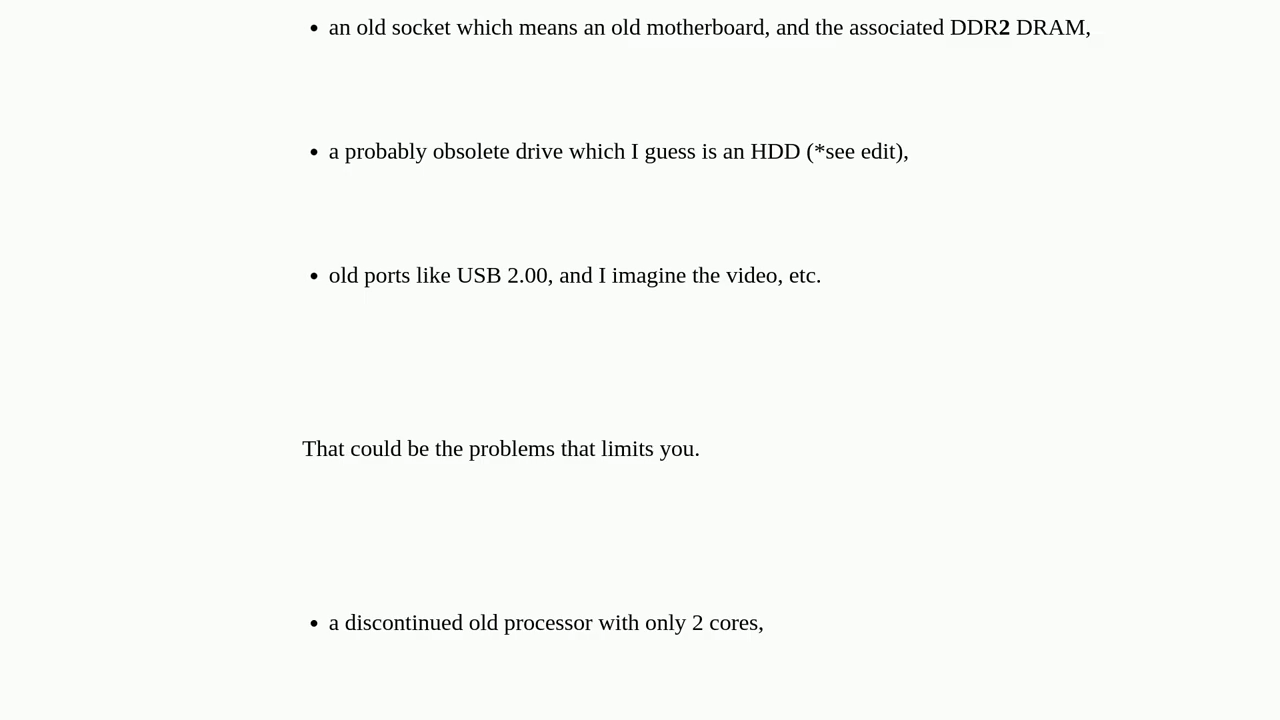 • an old socket which means an old motherboard, and the associated DDR2 DRAM,
• a probably obsolete drive which I guess is an HDD (*see edit),
• old ports like USB 2.00, and I imagine the video, etc.
That could be the problems that limits you.
• a discontinued old processor with only 2 cores,